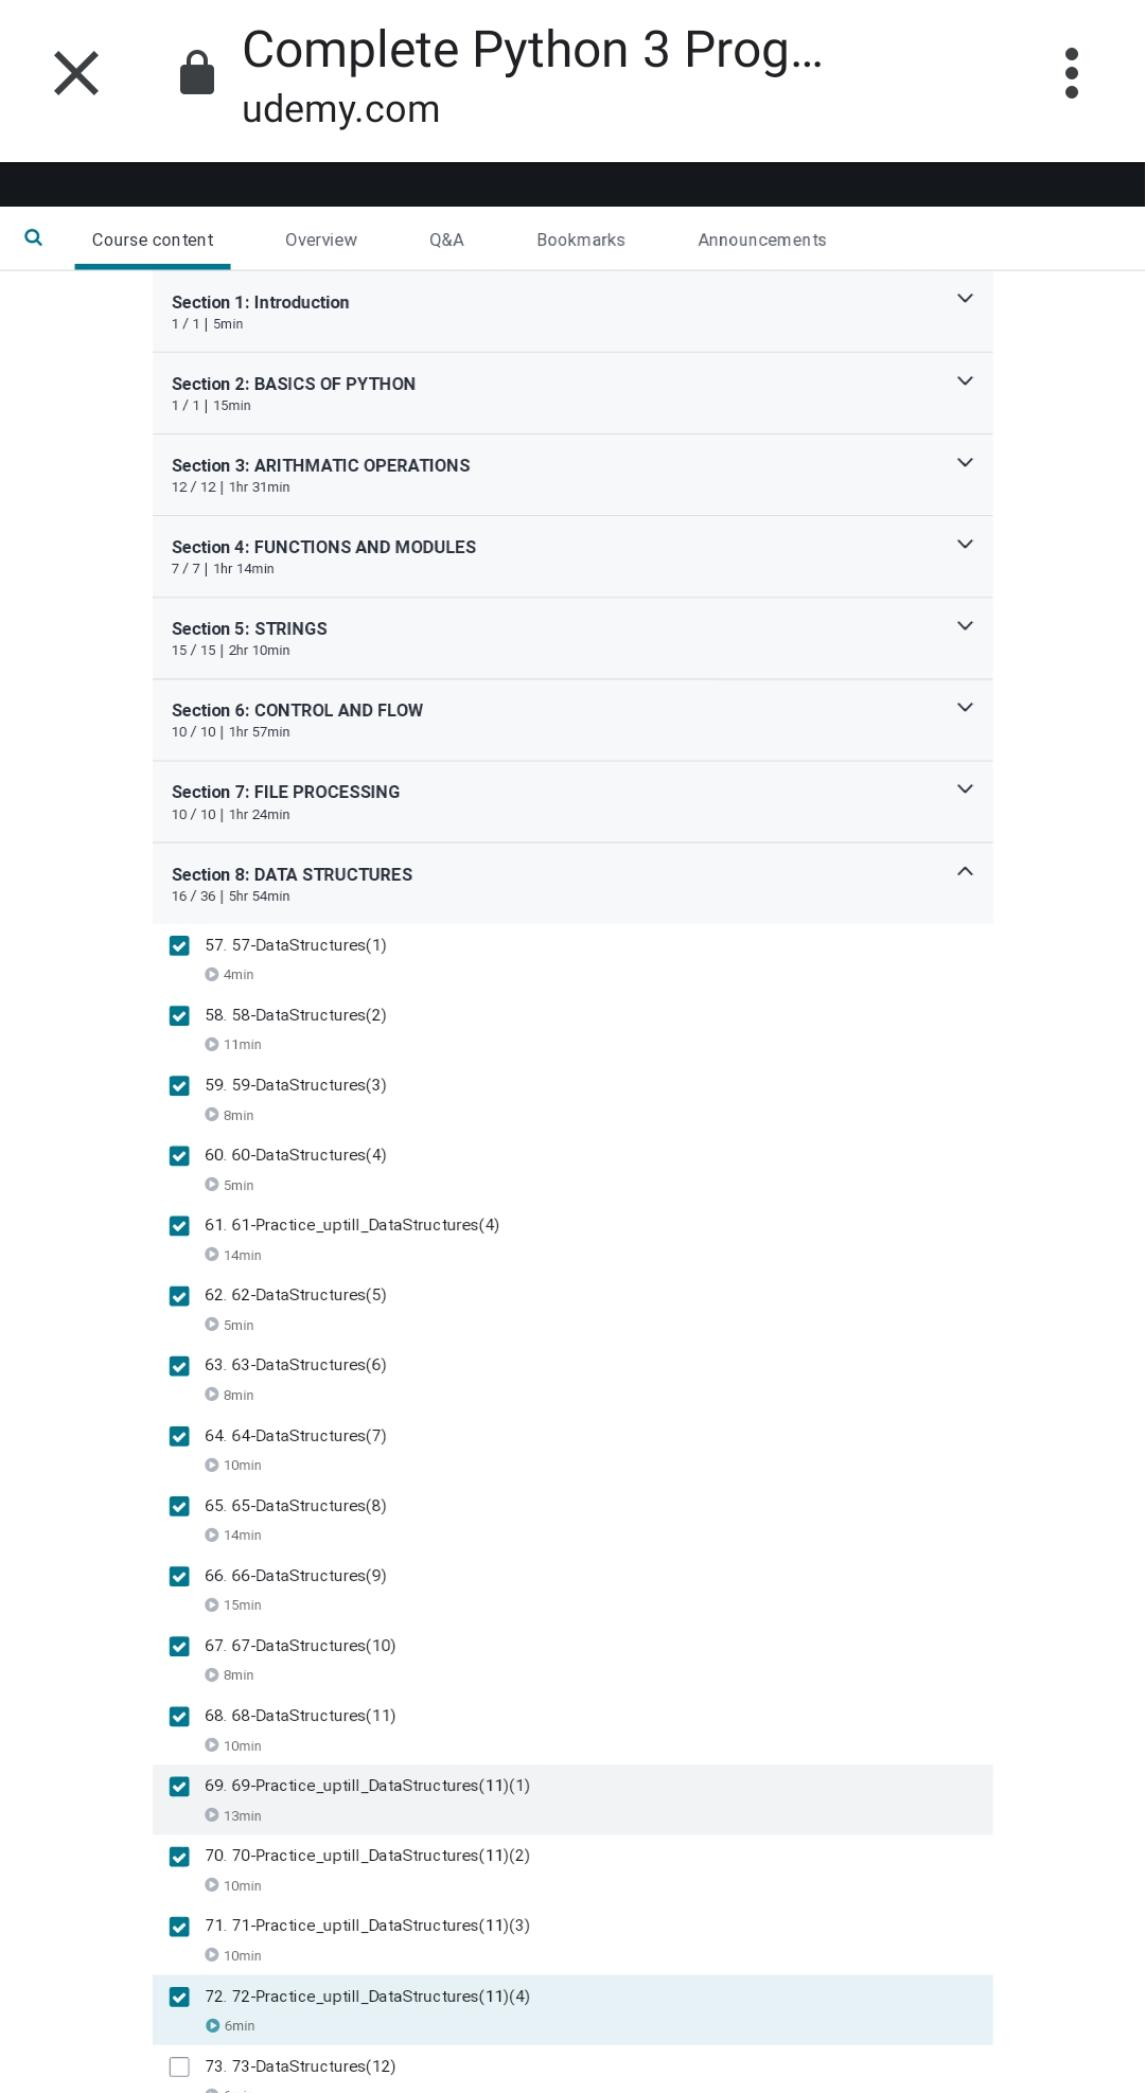 Complete Python 3 Prog...
udemy.com
Course content
Overview
Q&A
Bookmarks
Announcements
Section 1: Introduction
1 / 1 | 5min
Section 2: BASICS OF PYTHON
1 / 1 | 15min
Section 3: ARITHMATIC OPERATIONS
12 / 12 | 1hr 31min
Section 4: FUNCTIONS AND MODULES
7 / 7 | 1hr 14min
Section 5: STRINGS
15 / 15 | 2hr 10min
Section 6: CONTROL AND FLOW
10 / 10 | 1hr 57min
Section 7: FILE PROCESSING
10 / 10 | 1hr 24min
Section 8: DATA STRUCTURES
16 / 36 | 5hr 54min
57. 57-DataStructures(1)
4min
58. 58-DataStructures(2)
11min
59. 59-DataStructures(3)
8min
60. 60-DataStructures(4)
5min
61. 61-Practice_uptill_DataStructures(4)
14min
62. 62-DataStructures(5)
5min
63. 63-DataStructures(6)
8min
64. 64-DataStructures(7)
10min
65. 65-DataStructures(8)
14min
66. 66-DataStructures(9)
15min
67. 67-DataStructures(10)
8min
68. 68-DataStructures(11)
10min
69. 69-Practice_uptill_DataStructures(11)(1)
13min
70. 70-Practice_uptill_DataStructures(11)(2)
10min
71. 71-Practice_uptill_DataStructures(11)(3)
10min
72. 72-Practice_uptill_DataStructures(11)(4)
6min
73. 73-DataStructures(12)